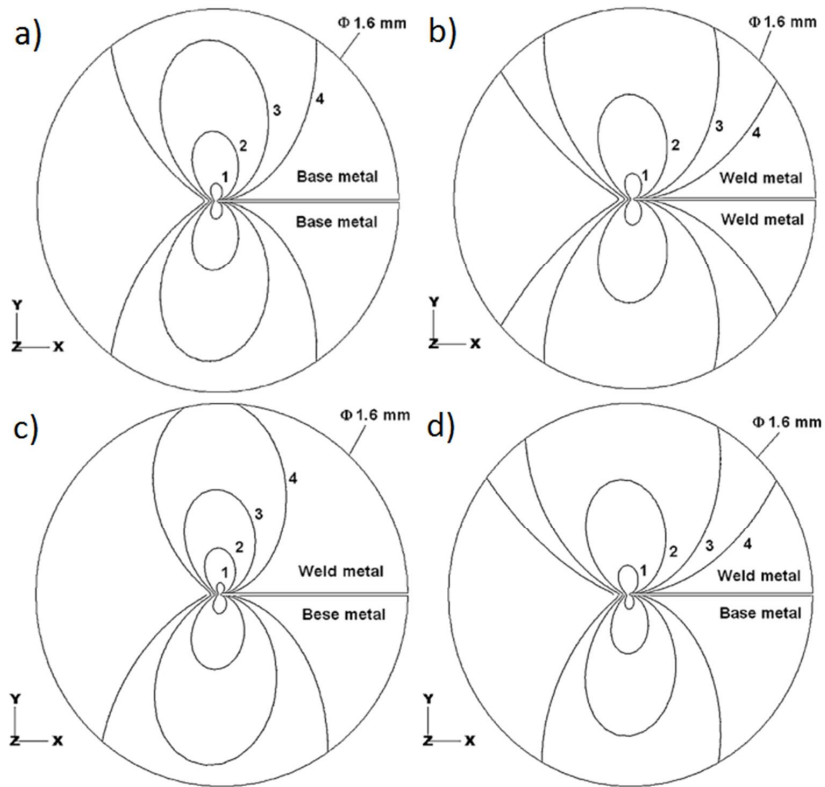 a)
Φ 1.6 mm
4
3
2
1
Base metal
Base metal
Y
Z X
b)
Φ 1.6 mm
3
4
2
1
Weld metal
Weld metal
Y
Z X
c)
Φ 1.6 mm
4
3
2
1
Weld metal
Bese metal
Y
Z X
d)
Φ 1.6 mm
1
2
3
4
Weld metal
Base metal
Y
Z X